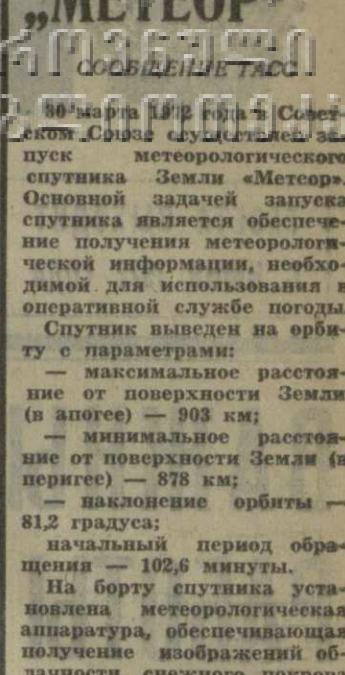 „МЕТЕОР“
СООБЩЕНИЕ ТАСС
30 марта 1972 года в Совет-
ском Союзе осуществлен за-
пуск метеорологического
спутника Земли «Метеор».
Основной задачей запуска
спутника является обеспече-
ние получения метеорологи-
ческой информации, необхо-
димой для использования в
оперативной службе погоды.
Спутник выведен на орби-
ту с параметрами:
— максимальное расстоя-
ние от поверхности Земли
(в апогее) — 903 км;
— минимальное расстоя-
ние от поверхности Земли (в
перигее) — 878 км;
— наклонение орбиты —
81,2 градуса;
начальный период обра-
щения — 102,6 минуты.
На борту спутника уста-
новлена метеорологическая
аппаратура, обеспечивающая
получение изображений об-
лачности, снежного покрова